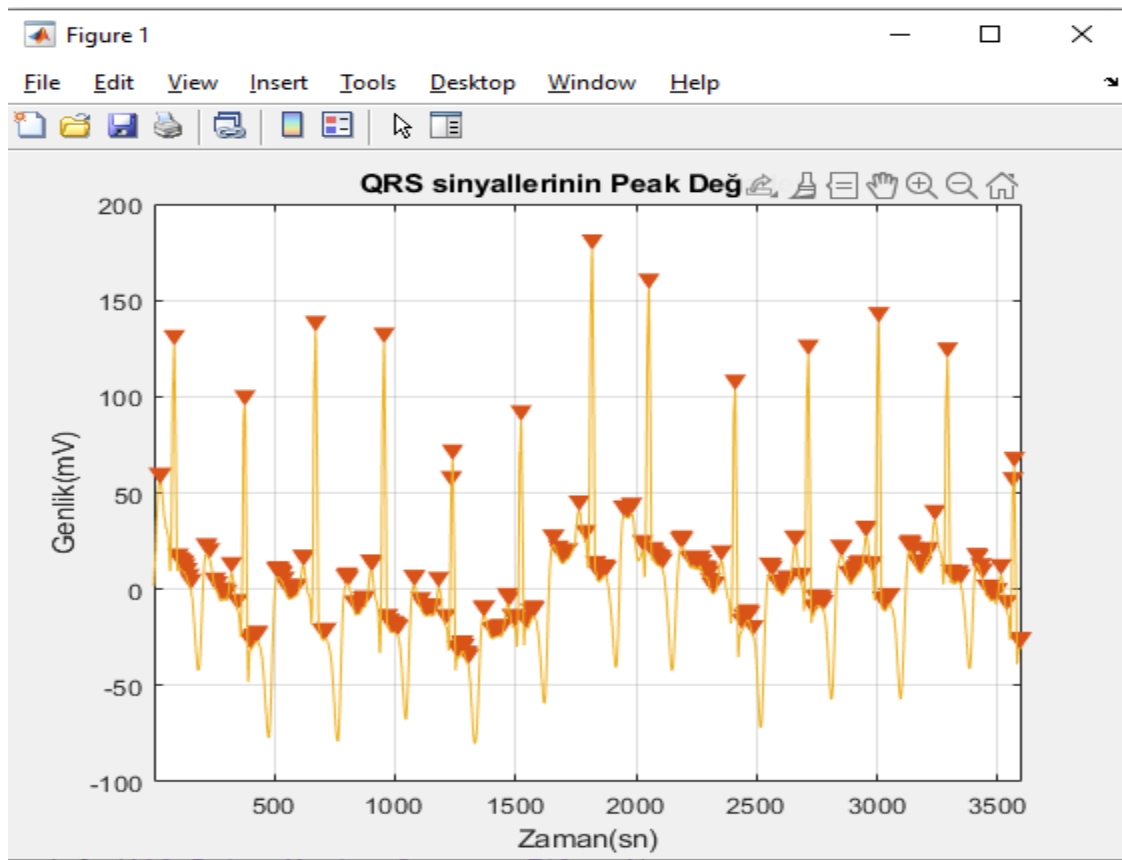 Figure 1
File Edit View Insert Tools Desktop Window Help
QRS sinyallerinin Peak Değ
200
150
100
50
0
-50
-100
Genlik(mV)
500 1000 1500 2000 2500 3000 3500
Zaman(sn)